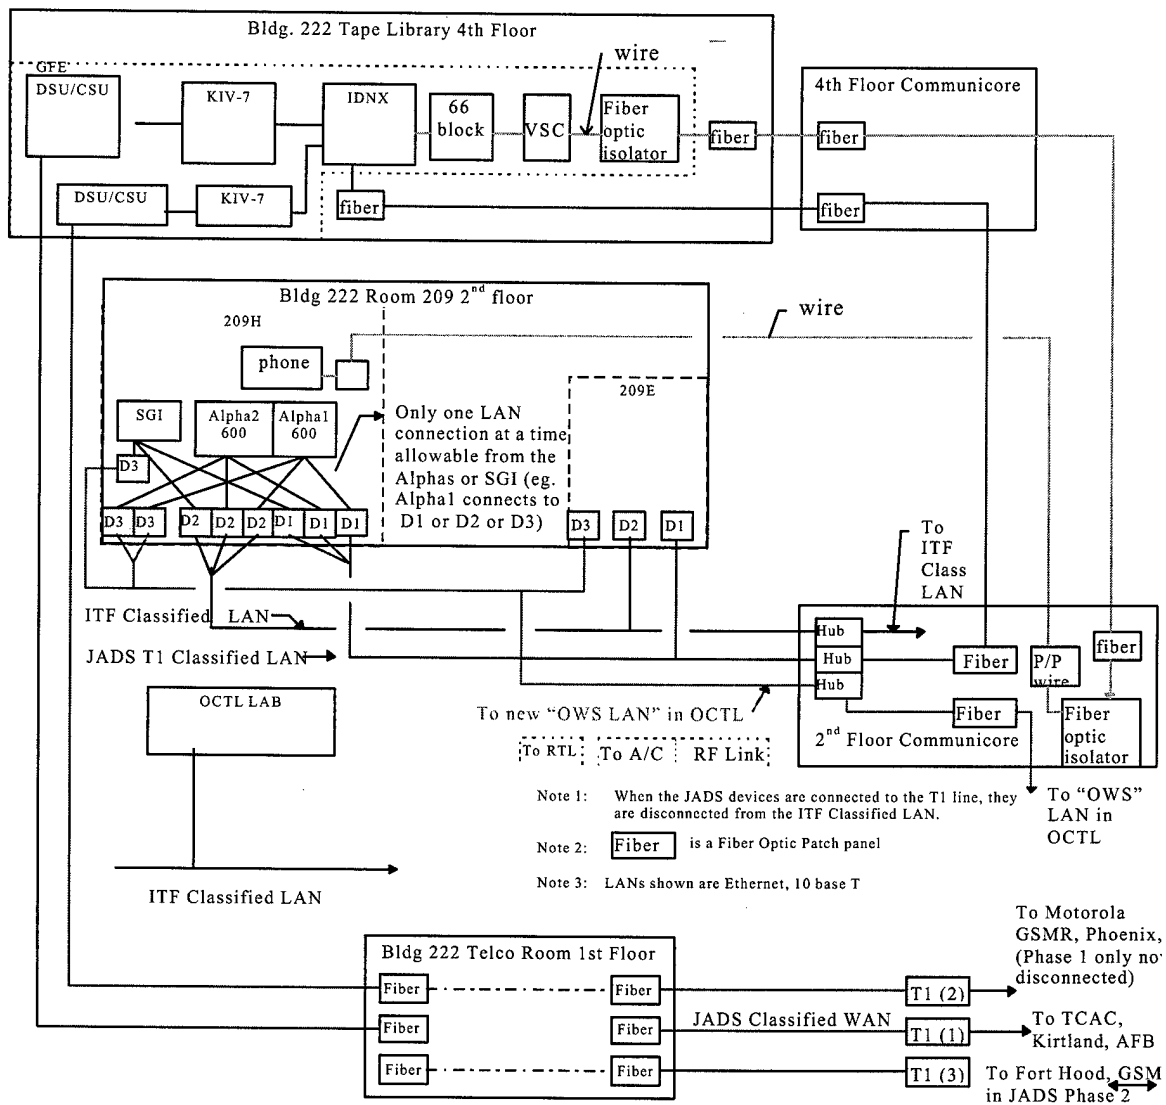 Bldg. 222 Tape Library 4th Floor
wire
GFE
DSU/CSU
KIV-7
IDNX
66
block
VSC
Fiber
optic
isolator
fiber
DSU/CSU
KIV-7
fiber
4th Floor Communicore
fiber
fiber
Bldg 222 Room 209 2nd floor
209H
phone
wire
209E
SGI
Alpha2
600
Alpha1
600
Only one LAN
connection at a time
allowable from the
Alphas or SGI (eg.
Alpha1 connects to
D1 or D2 or D3)
D3
D3
D3
D2
D2
D2
D1
D1
D1
D3
D2
D1
To
ITF
Class
LAN
ITF Classified LAN
JADS T1 Classified LAN
Hub
Hub
Hub
Fiber
P/P
wire
fiber
Fiber
Fiber
optic
isolator
2nd Floor Communicore
OCTL LAB
To new “OWS LAN” in OCTL
To RTL
To A/C
RF Link
To “OWS”
LAN in
OCTL
Note 1: When the JADS devices are connected to the T1 line, they
are disconnected from the ITF Classified LAN.
Note 2: Fiber is a Fiber Optic Patch panel
Note 3: LANs shown are Ethernet, 10 base T
ITF Classified LAN
Bldg 222 Telco Room 1st Floor
Fiber
Fiber
T1 (2)
To Motorola
GSMR, Phoenix,
(Phase 1 only
disconnected)
Fiber
Fiber
JADS Classified WAN
T1 (1)
To TCAC,
Kirtland, AFB
Fiber
Fiber
T1 (3)
To Fort Hood, GSM
in JADS Phase 2